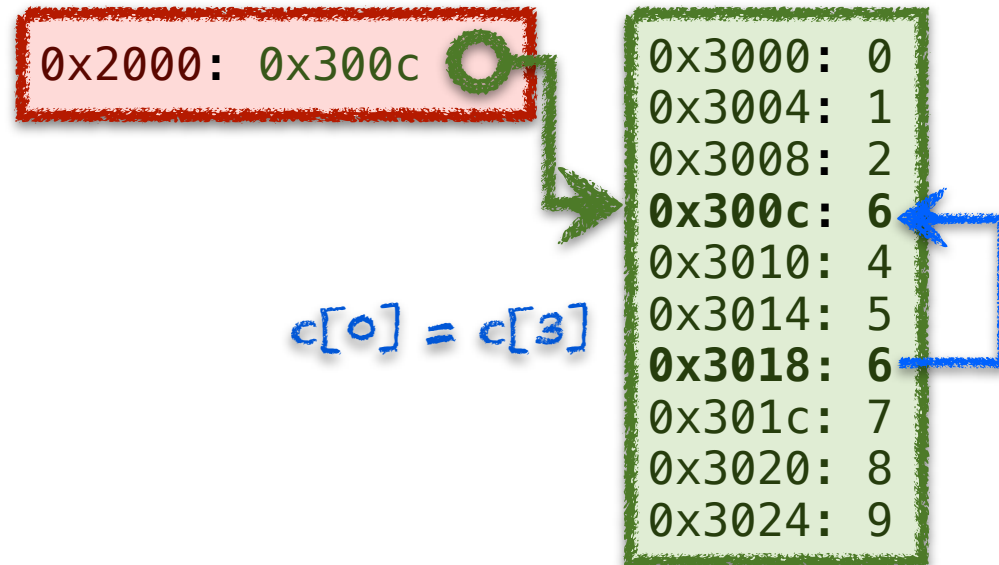 0x2000: 0x300c
0x3000: 0
0x3004: 1
0x3008: 2
0x300c: 6
0x3010: 4
0x3014: 5
0x3018: 6
0x301c: 7
0x3020: 8
0x3024: 9
c[0] = c[3]